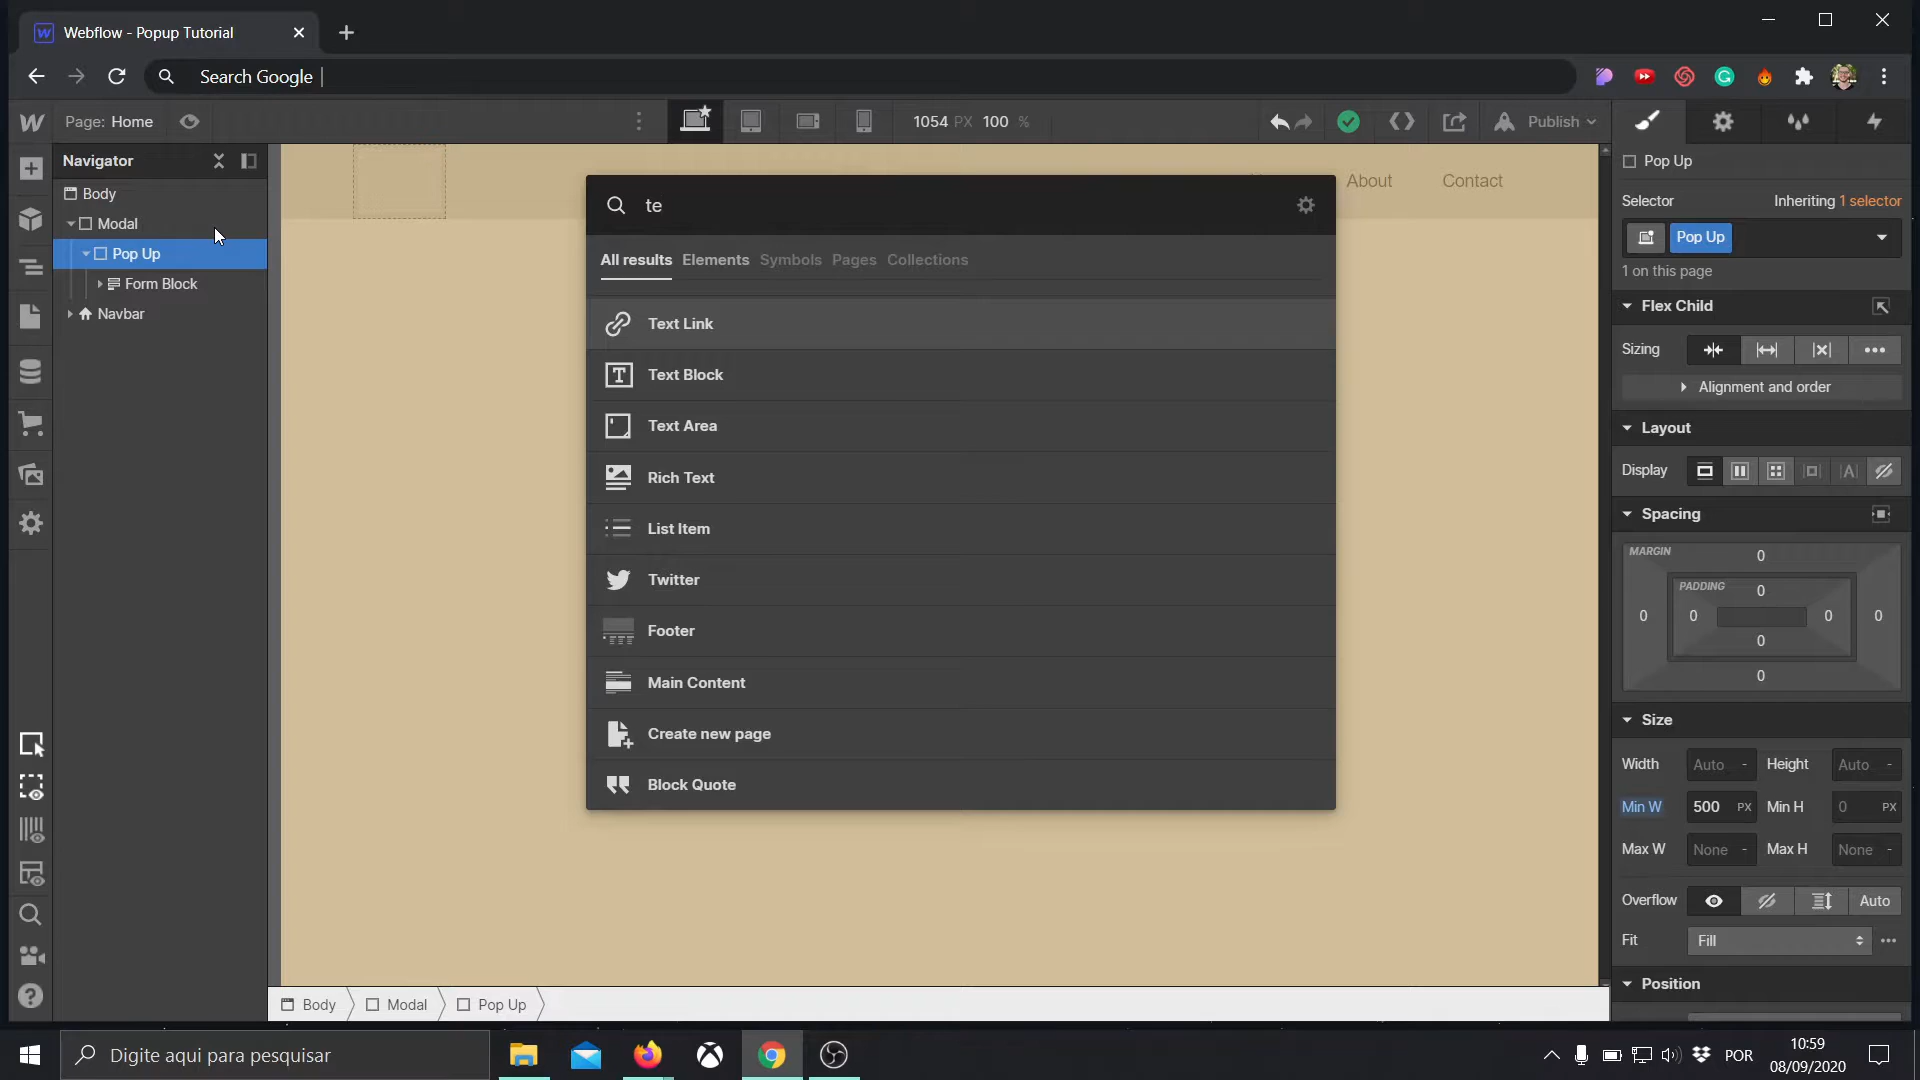 Webflow - Popup Tutorial
Search Google
Page: Home
1054 PX 100 %
Publish
Navigator
Body
Modal
Pop Up
Form Block
Navbar
About
Contact
te
All results Elements Symbols Pages Collections
Text Link
Text Block
Text Area
Rich Text
List Item
Twitter
Footer
Main Content
Create new page
Block Quote
Pop Up
Selector
Inheriting 1 selector
Pop Up
1 on this page
Flex Child
Sizing
Alignment and order
Layout
Display
Spacing
MARGIN
0
PADDING
0
0 0 0 0
0
0
Size
Width Auto - Height Auto -
Min W 500 PX Min H 0 PX
Max W None - Max H None -
Overflow Auto
Fit Fill
Position
Body Modal Pop Up
Digite aqui para pesquisar
POR
10:59
08/09/2020